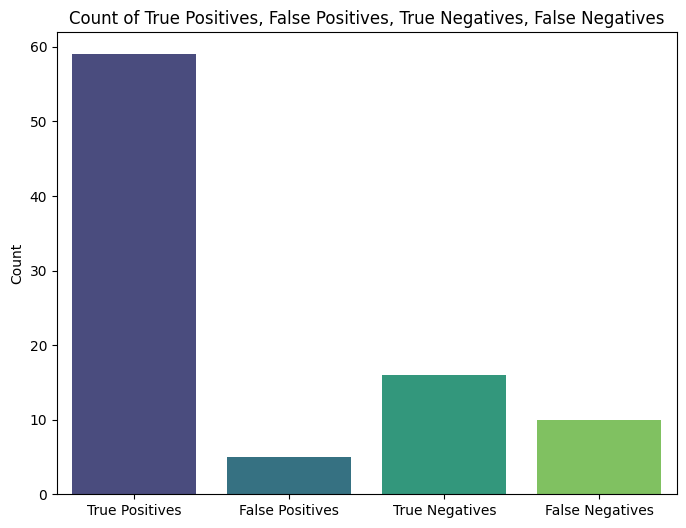 Count of True Positives, False Positives, True Negatives, False Negatives
60
50
40
30
20
10
0
Count
True Positives
False Positives
True Negatives
False Negatives